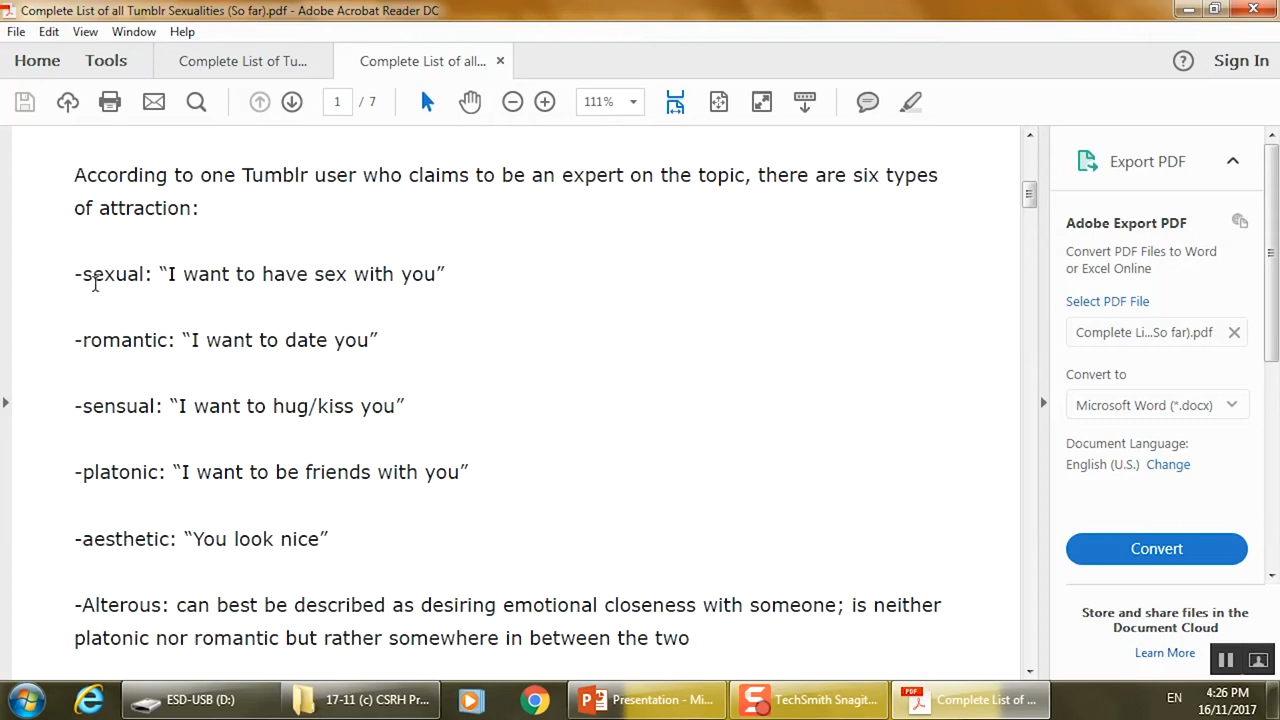 Complete List of all Tumblr Sexualities (So far).pdf - Adobe Acrobat Reader DC
File Edit View Window Help
Home Tools Complete List of Tu... Complete List of all... × ? Sign In
1 / 7 111%
According to one Tumblr user who claims to be an expert on the topic, there are six types
of attraction:
-sexual: “I want to have sex with you”
-romantic: “I want to date you”
-sensual: “I want to hug/kiss you”
-platonic: “I want to be friends with you”
-aesthetic: “You look nice”
-Alterous: can best be described as desiring emotional closeness with someone; is neither
platonic nor romantic but rather somewhere in between the two
Export PDF
Adobe Export PDF
Convert PDF Files to Word
or Excel Online
Select PDF File
Complete Li...So far).pdf
Convert to
Microsoft Word (*.docx)
Document Language:
English (U.S.) Change
Convert
Store and share files in the
Document Cloud
Learn More
ESD-USB (D:) 17-11 (c) CSRH Pr... Presentation - Mi... TechSmith Snagit... PDF Complete List of ... EN 4:26 PM
16/11/2017